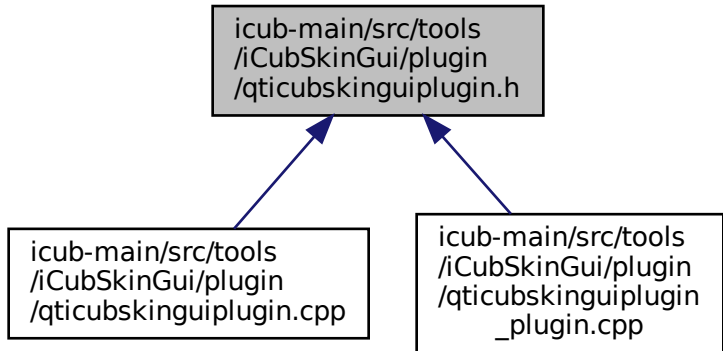 icub-main/src/tools
/iCubSkinGui/plugin
/qticubskinguiplugin.h
icub-main/src/tools
/iCubSkinGui/plugin
/qticubskinguiplugin.cpp
icub-main/src/tools
/iCubSkinGui/plugin
/qticubskinguiplugin
_plugin.cpp